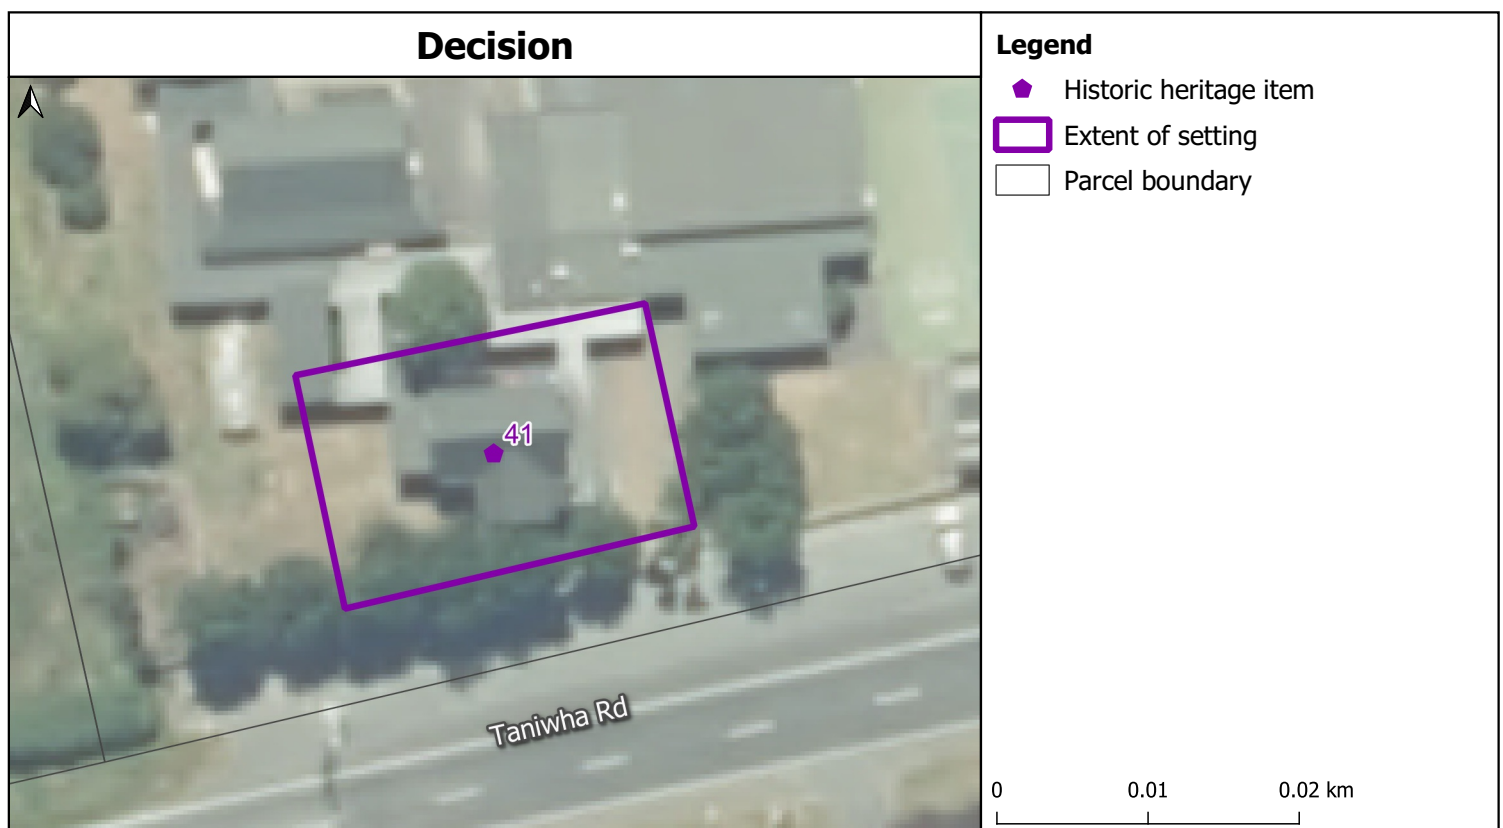 Decision
Legend
Historic heritage item
Extent of setting
Parcel boundary
41
Taniwha Rd
0 0.01 0.02 km